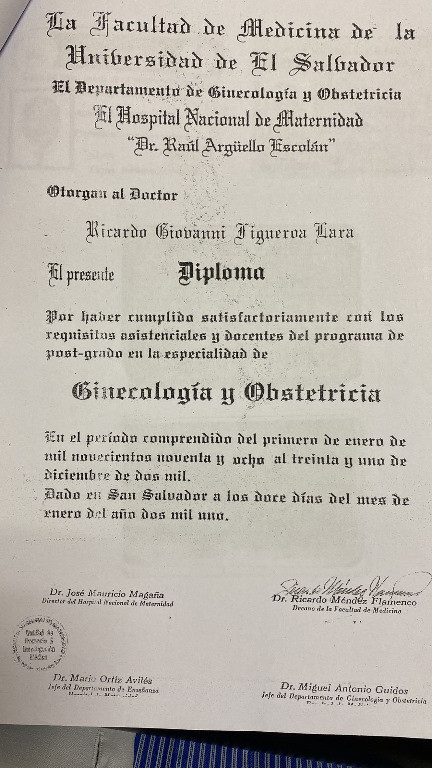 La Facultad de Medicina de la
Universidad de El Salvador
El Departamento de Ginecología y Obstetricia
El Hospital Nacional de Maternidad
"Dr. Raúl Argüello Escolán"
Otorgan al Doctor
Ricardo Giovanni Figueroa Lara
El presente Diploma
Por haber cumplido satisfactoriamente con los
requisitos asistenciales y docentes del programa de
post-grado en la especialidad de
Ginecología y Obstetricia
En el período comprendido del primero de enero de
mil novecientos noventa y ocho al treinta y uno de
diciembre de dos mil.
Dado en San Salvador a los doce días del mes de
enero del año dos mil uno.
Dr. José Mauricio Magaña
Director del Hospital Nacional de Maternidad
Dr. Ricardo Méndez Flamenco
Decano de la Facultad de Medicina
Dr. Mario Ortiz Avilés
Jefe del Departamento de Enseñanza
Dr. Miguel Antonio Guidos
Jefe del Departamento de Ginecología y Obstetricia